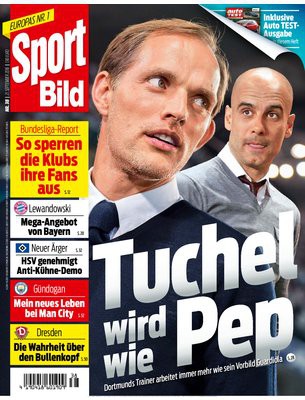 EUROPAS NR. 1
Sport
Bild
auto
TEST
Inklusive
Auto TEST-
Ausgabe
Bundesliga-Report
So sperren
die Klubs
ihre Fans
aus
Lewandowski
Mega-Angebot
von Bayern
Neuer Ärger
HSV genehmigt
Anti-Kühne-Demo
Gündogan
Mein neues Leben
bei Man City
Dresden
Die Wahrheit über
den Bullenkopf
Tuchel
wird
wie
Pep
Dortmunds Trainer arbeitet immer mehr wie sein Vorbild Guardiola